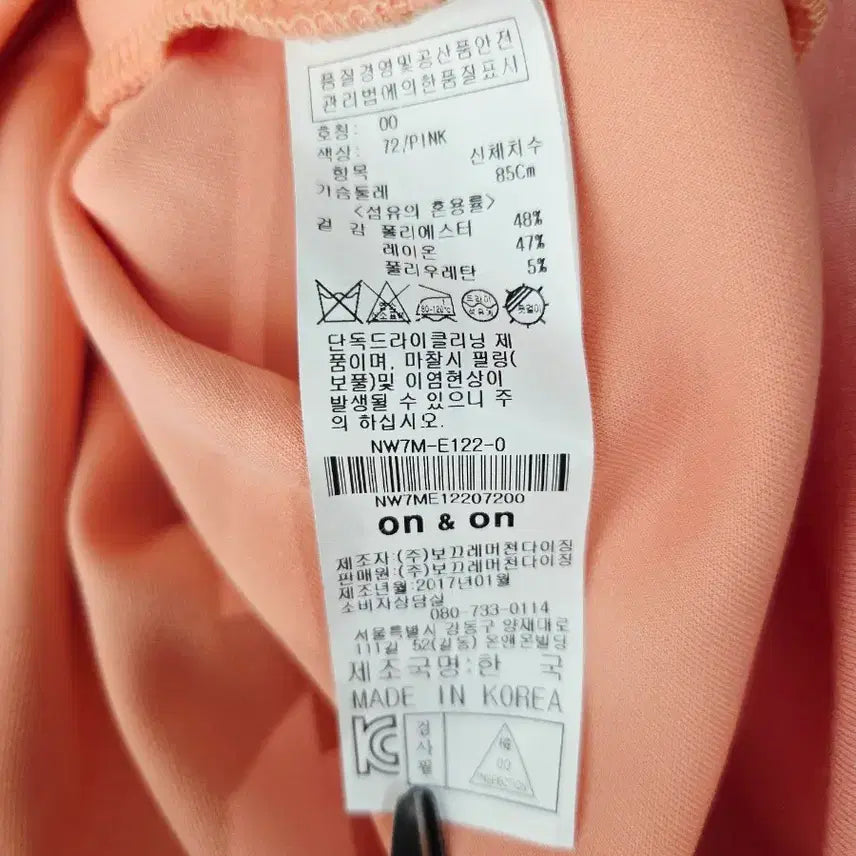 품질경영및공산품안전
관리법에의한품질표시
호칭: 00
색상: 72/PINK
항목 신체치수
가슴둘레 85Cm
<섬유의 혼용률>
겉 감 폴리에스터 48%
레이온 47%
폴리우레탄 5%
80-120℃ 드라이 뒷걸이
단독드라이클리닝 제
품이며, 마찰시 필링(
보풀)및 이염현상이
발생될 수 있으니 주
의 하십시오.
NW7M-E122-0
NW7ME12207200
on & on
제조자:(주)보끄레머천다이징
판매원:(주)보끄레머천다이징
제조년월:2017년01월
소비자상담실
080-733-0114
서울특별시 강동구 양재대로
111길 52(길동) 온앤온빌딩
제조국명:한 국
MADE IN KOREA
검사필